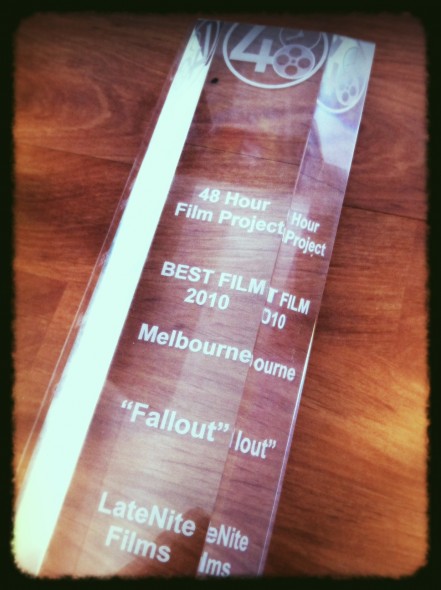 48
48 Hour
Film Project
BEST FILM
2010
Melbourne
“Fallout”
LateNite
Films